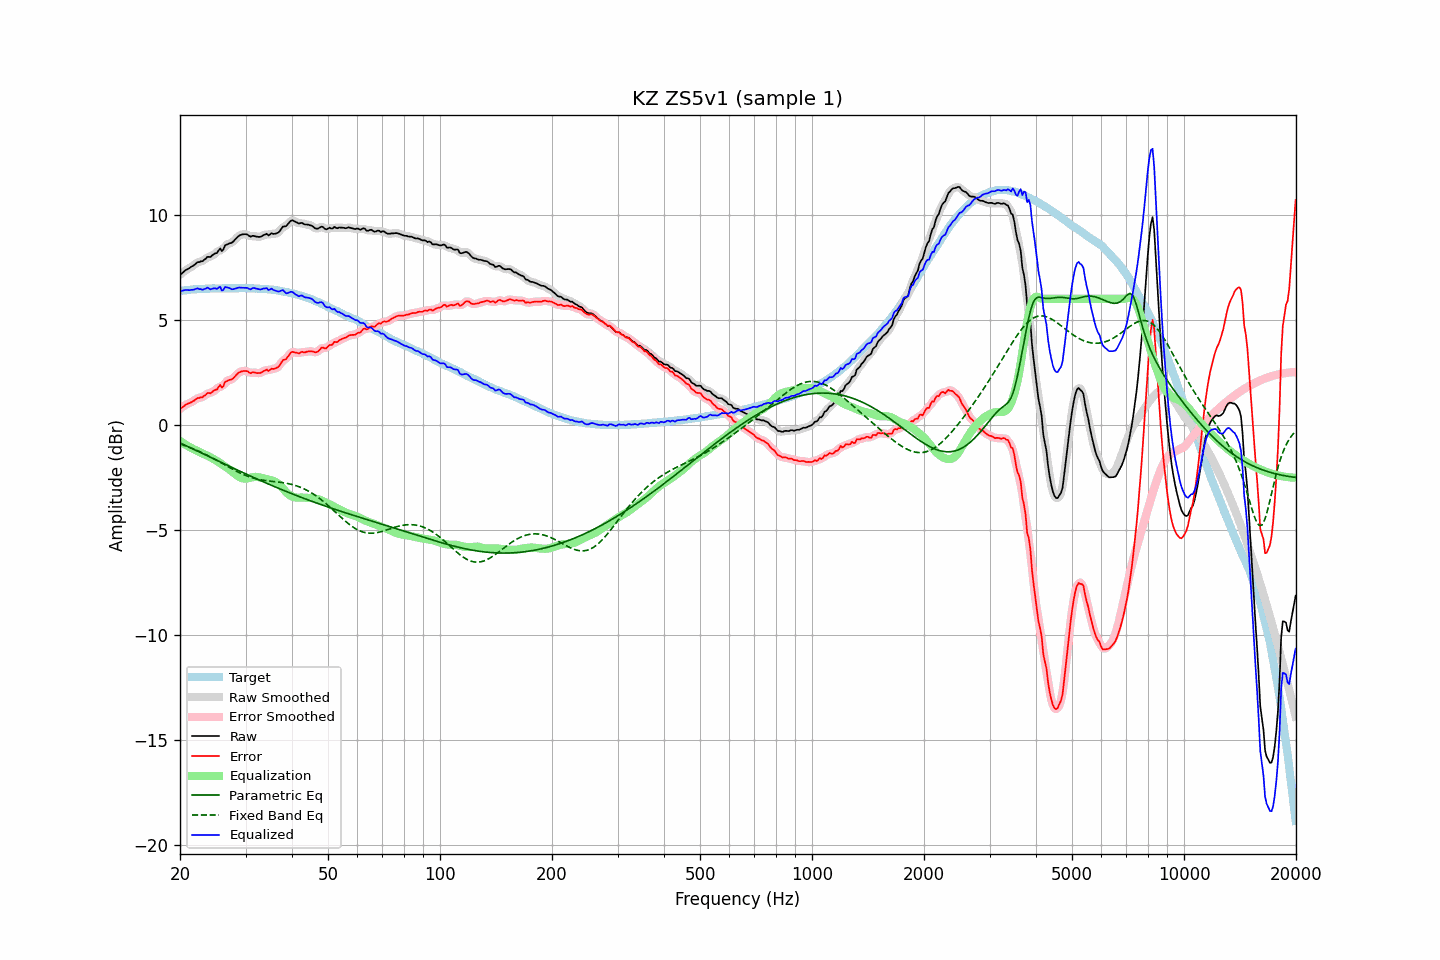 KZ ZS5v1 (sample 1)
Amplitude (dBr)
10
5
0
−5
−10
−15
−20
Target
Raw Smoothed
Error Smoothed
Raw
Error
Equalization
Parametric Eq
Fixed Band Eq
Equalized
20 50 100 200 500 1000 2000 5000 10000 20000
Frequency (Hz)